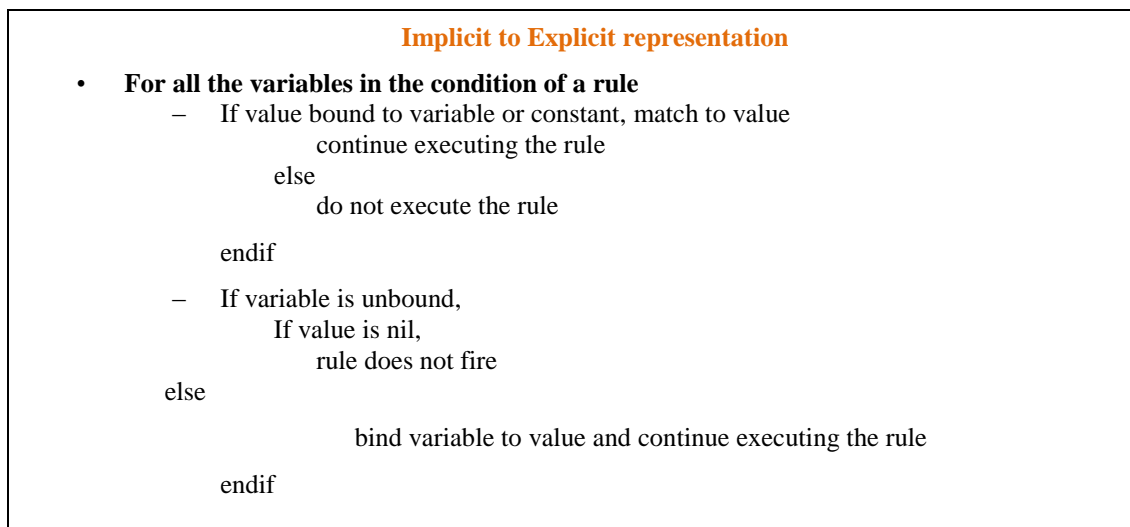 Implicit to Explicit representation
• For all the variables in the condition of a rule
– If value bound to variable or constant, match to value
continue executing the rule
else
do not execute the rule
endif
– If variable is unbound,
If value is nil,
rule does not fire
else
bind variable to value and continue executing the rule
endif